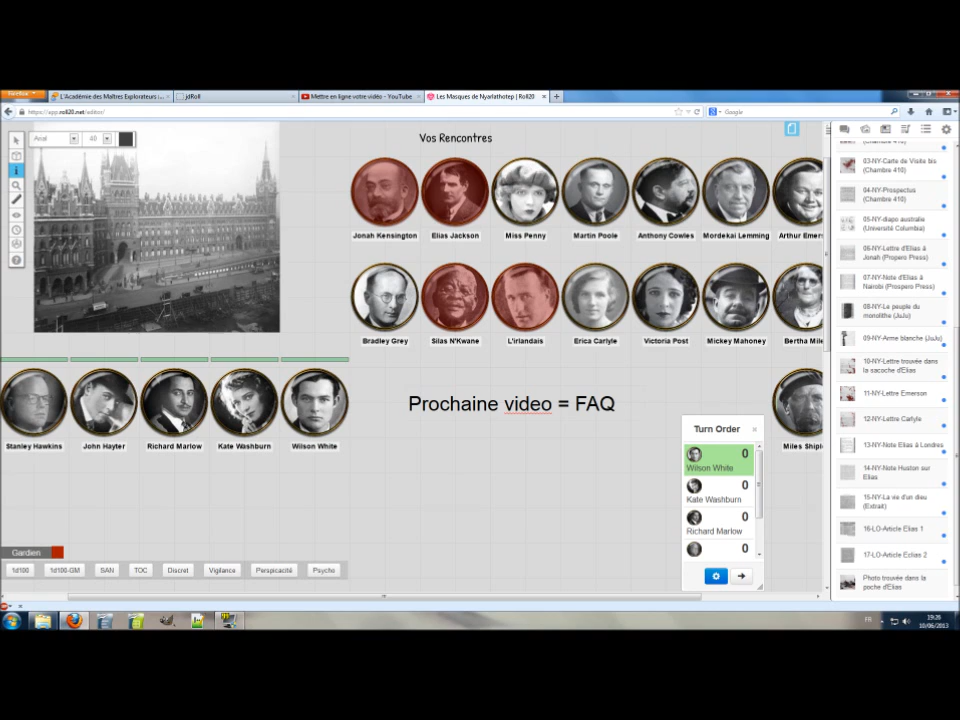 L'Académie des Maîtres Explorateurs :...
jdRoll
Mettre en ligne votre vidéo - YouTube
Les Masques de Nyarlathotep | Roll20
https://app.roll20.net/editor/
Google
Arial
40
Vos Rencontres
Jonah Kensington
Elias Jackson
Miss Penny
Martin Poole
Anthony Cowles
Mordekai Lemming
Arthur Emers
Bradley Grey
Silas N'Kwane
L'irlandais
Erica Carlyle
Victoria Post
Mickey Mahoney
Bertha Mile
Stanley Hawkins
John Hayter
Richard Marlow
Kate Washburn
Wilson White
Prochaine video = FAQ
Miles Shipl
Turn Order
0
Wilson White
0
Kate Washburn
0
Richard Marlow
0
Gardien
1d100
1d100-GM
SAN
TOC
Discret
Vigilance
Perspicacité
Psycho
(Chambre 410)
03-NY-Carte de Visite bis
(Chambre 410)
04-NY-Prospectus
(Chambre 410)
05-NY-diapo australie
(Université Columbia)
06-NY-Lettre d'Elias à
Jonah (Propero Press)
07-NY-Note d'Elias à
Nairobi (Prospero Press)
08-NY-Le peuple du
monolithe (JuJu)
09-NY-Arme blanche (JuJu)
10-NY-Lettre trouvée dans
la sacoche d'Elias
11-NY-Lettre Emerson
12-NY-Lettre Carlyle
13-NY-Note Elias à Londres
14-NY-Note Huston sur
Elias
15-NY-La vie d'un dieu
(Extrait)
16-LO-Article Elias 1
17-LO-Article Eclias 2
Photo trouvée dans la
poche d'Elias
FR
19:26
10/06/2013